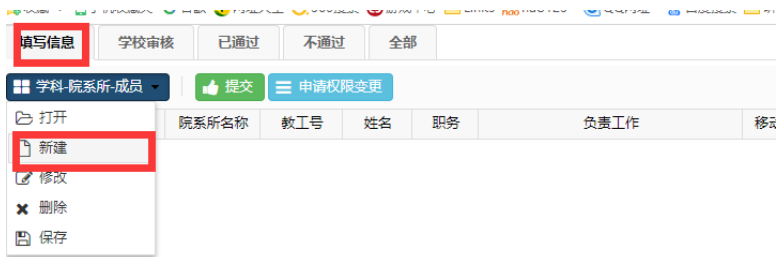 填写信息 学校审核 已通过 不通过 全部
学科-院系所-成员 提交 申请权限变更
打开 院系所名称 教工号 姓名 职务 负责工作
新建
修改
删除
保存